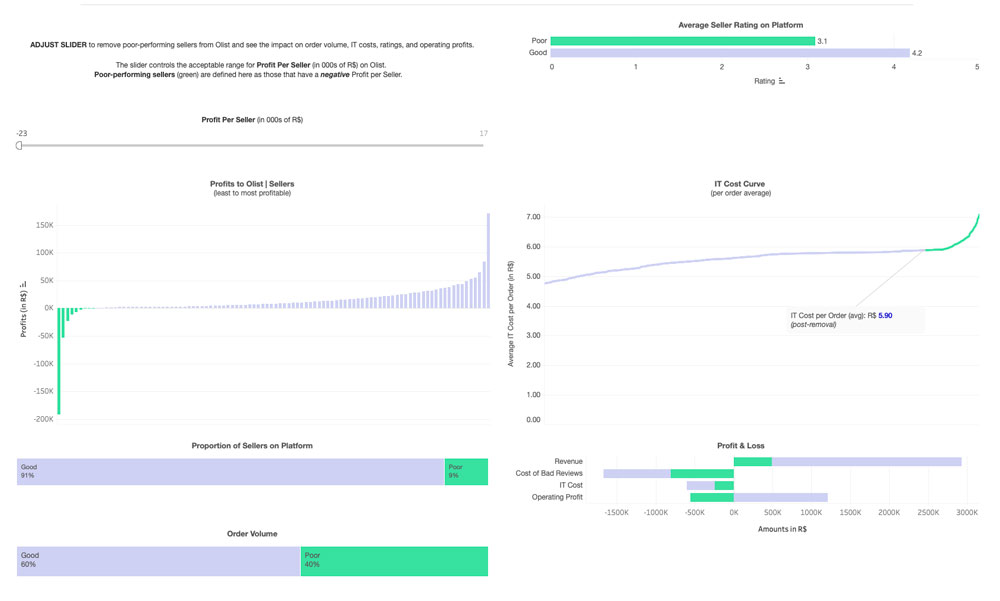 ADJUST SLIDER to remove poor-performing sellers from Olist and see the impact on order volume, IT costs, ratings, and operating profits.
The slider controls the acceptable range for Profit Per Seller (in 000s of R$) on Olist.
Poor-performing sellers (green) are defined here as those that have a negative Profit per Seller.
Profit Per Seller (in 000s of R$)
-23
17
Average Seller Rating on Platform
Poor
3.1
Good
4.2
0
1
2
3
4
5
Rating
Profits to Olist | Sellers
(least to most profitable)
Profits (in R$)
150K
100K
50K
0K
-50K
-100K
-150K
-200K
IT Cost Curve
(per order average)
Average IT Cost per Order (in R$)
7.00
6.00
5.00
4.00
3.00
2.00
1.00
0.00
IT Cost per Order (avg): R$ 5.90
(post-removal)
Proportion of Sellers on Platform
Good
91%
Poor
9%
Order Volume
Good
60%
Poor
40%
Profit & Loss
Revenue
Cost of Bad Reviews
IT Cost
Operating Profit
-1500K
-1000K
-500K
0K
500K
1000K
1500K
2000K
2500K
3000K
Amounts in R$